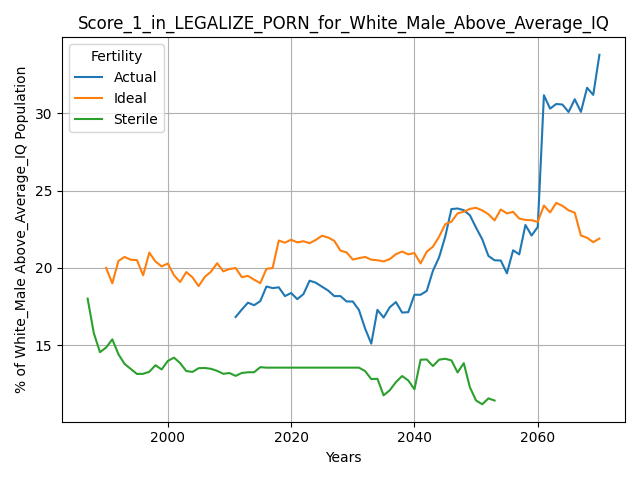 Score_1_in_LEGALIZE_PORN_for_White_Male_Above_Average_IQ
Fertility
Actual
Ideal
Sterile
% of White_Male Above_Average_IQ Population
30
25
20
15
2000
2020
2040
2060
Years